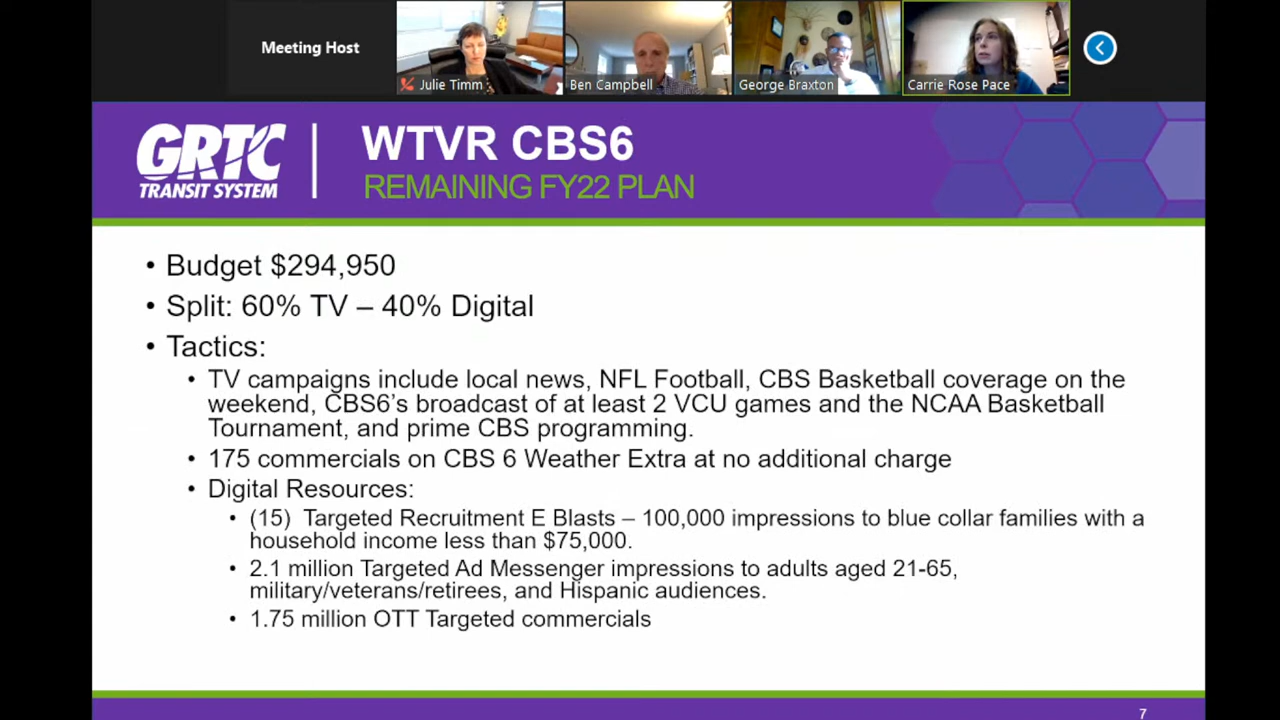 Meeting Host
Julie Timm
Ben Campbell
George Braxton
Carrie Rose Pace
GRTC
TRANSIT SYSTEM
WTVR CBS6
REMAINING FY22 PLAN
• Budget $294,950
• Split: 60% TV – 40% Digital
• Tactics:
• TV campaigns include local news, NFL Football, CBS Basketball coverage on the
weekend, CBS6’s broadcast of at least 2 VCU games and the NCAA Basketball
Tournament, and prime CBS programming.
• 175 commercials on CBS 6 Weather Extra at no additional charge
• Digital Resources:
• (15) Targeted Recruitment E Blasts – 100,000 impressions to blue collar families with a
household income less than $75,000.
• 2.1 million Targeted Ad Messenger impressions to adults aged 21-65,
military/veterans/retirees, and Hispanic audiences.
• 1.75 million OTT Targeted commercials
7